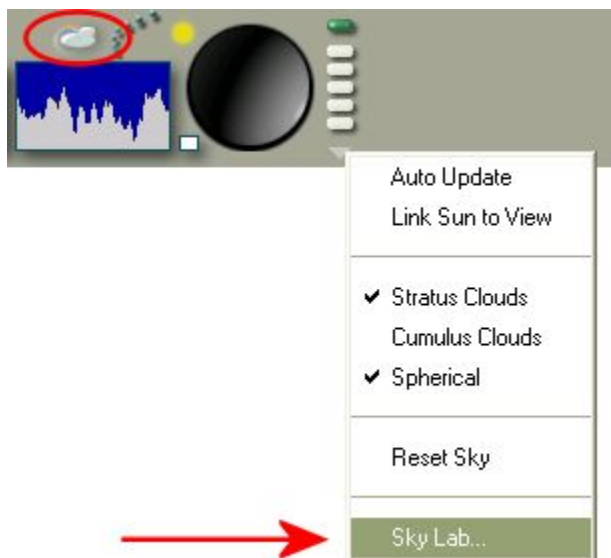 Auto Update
Link Sun to View
Stratus Clouds
Cumulus Clouds
Spherical
Reset Sky
Sky Lab...